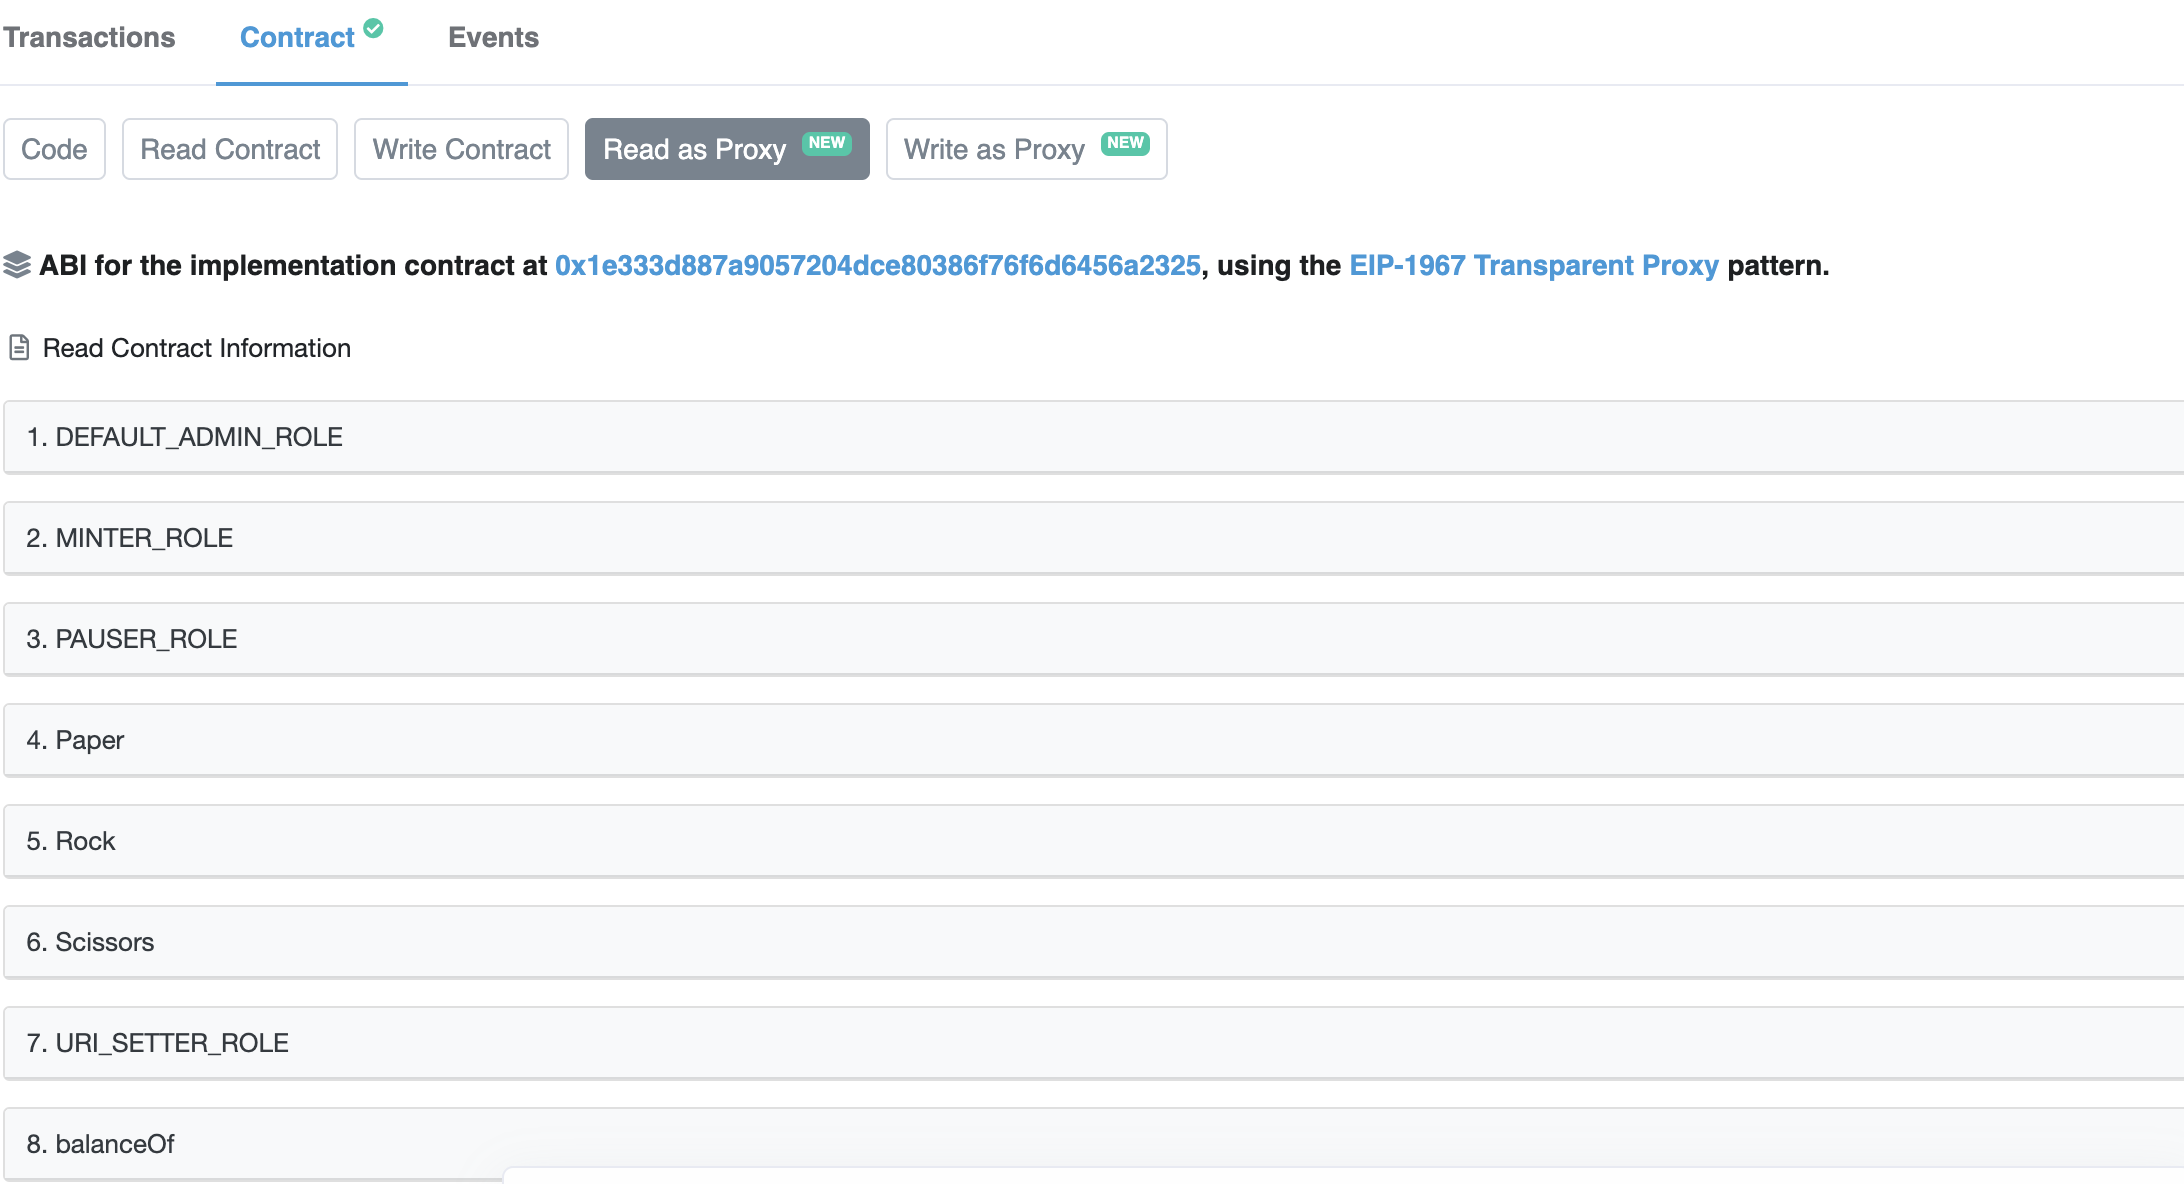 Transactions Contract Events
Code Read Contract Write Contract Read as Proxy NEW Write as Proxy NEW
ABI for the implementation contract at 0x1e333d887a9057204dce80386f76f6d6456a2325, using the EIP-1967 Transparent Proxy pattern.
Read Contract Information
1. DEFAULT_ADMIN_ROLE
2. MINTER_ROLE
3. PAUSER_ROLE
4. Paper
5. Rock
6. Scissors
7. URI_SETTER_ROLE
8. balanceOf